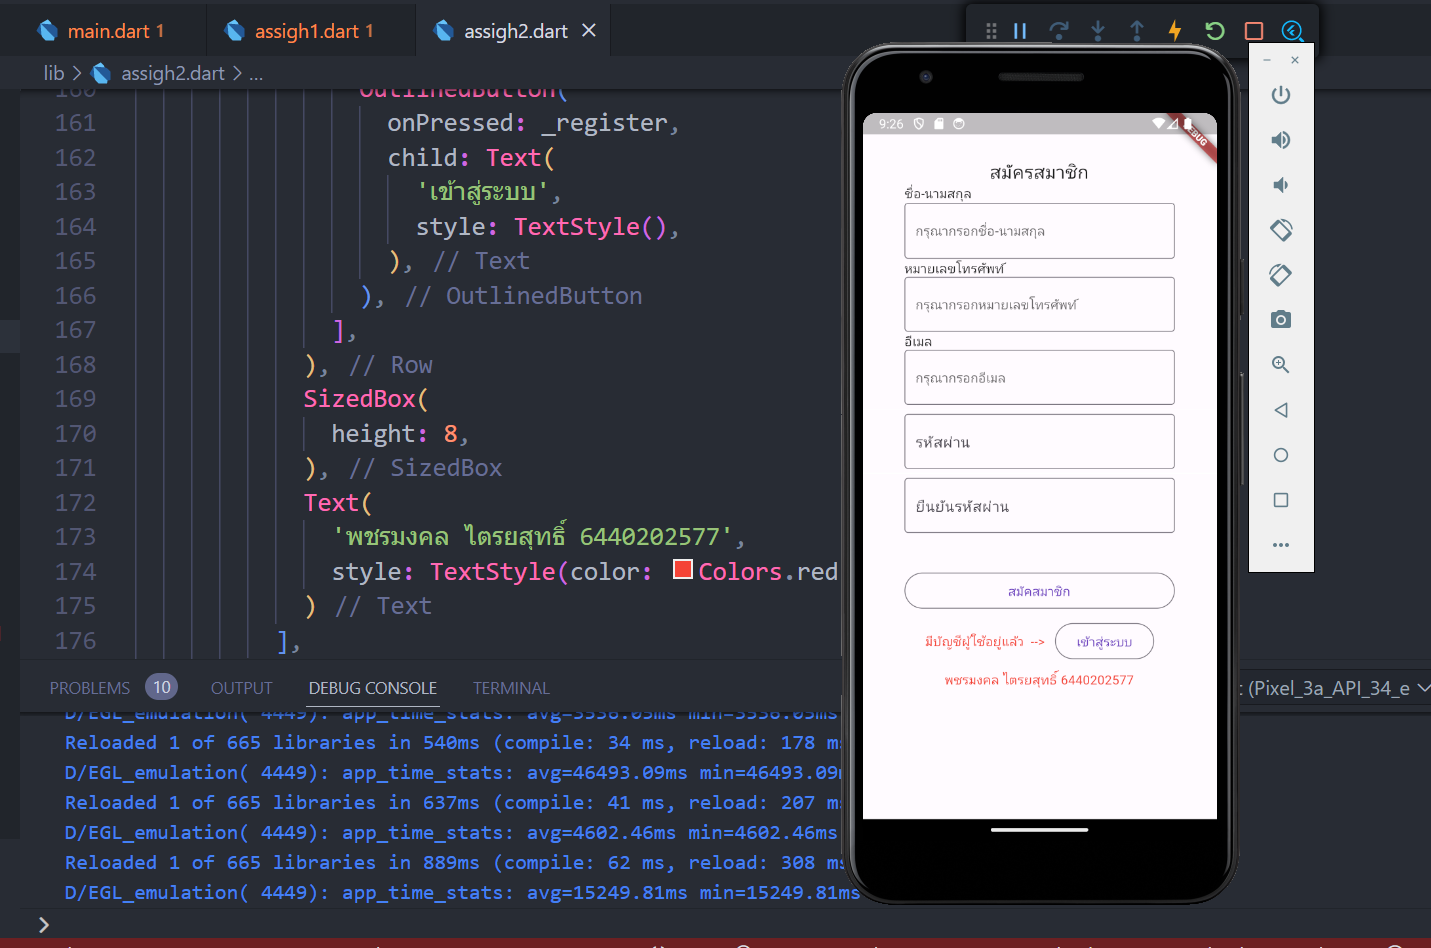 main.dart 1
assigh1.dart 1
assigh2.dart
lib > assigh2.dart > ...
160 OutlinedButton(
161 onPressed: _register,
162 child: Text(
163 'เข้าสู่ระบบ',
164 style: TextStyle(),
165 ), // Text
166 ), // OutlinedButton
167 ],
168 ), // Row
169 SizedBox(
170 height: 8,
171 ), // SizedBox
172 Text(
173 'พชรมงคล ไตรยสุทธิ์ 6440202577',
174 style: TextStyle(color: Colors.red
175 ) // Text
176 ],
PROBLEMS 10 OUTPUT DEBUG CONSOLE TERMINAL
(Pixel_3a_API_34_e
D/EGL_emulation( 4449): app_time_stats: avg=3536.05ms min=3536.05ms
Reloaded 1 of 665 libraries in 540ms (compile: 34 ms, reload: 178 ms
D/EGL_emulation( 4449): app_time_stats: avg=46493.09ms min=46493.09m
Reloaded 1 of 665 libraries in 637ms (compile: 41 ms, reload: 207 ms
D/EGL_emulation( 4449): app_time_stats: avg=4602.46ms min=4602.46ms
Reloaded 1 of 665 libraries in 889ms (compile: 62 ms, reload: 308 ms
D/EGL_emulation( 4449): app_time_stats: avg=15249.81ms min=15249.81ms
9:26
DEBUG
สมัครสมาชิก
ชื่อ-นามสกุล
กรุณากรอกชื่อ-นามสกุล
หมายเลขโทรศัพท์
กรุณากรอกหมายเลขโทรศัพท์
อีเมล
กรุณากรอกอีเมล
รหัสผ่าน
ยืนยันรหัสผ่าน
สมัคสมาชิก
มีบัญชีผู้ใช้อยู่แล้ว --> เข้าสู่ระบบ
พชรมงคล ไตรยสุทธิ์ 6440202577